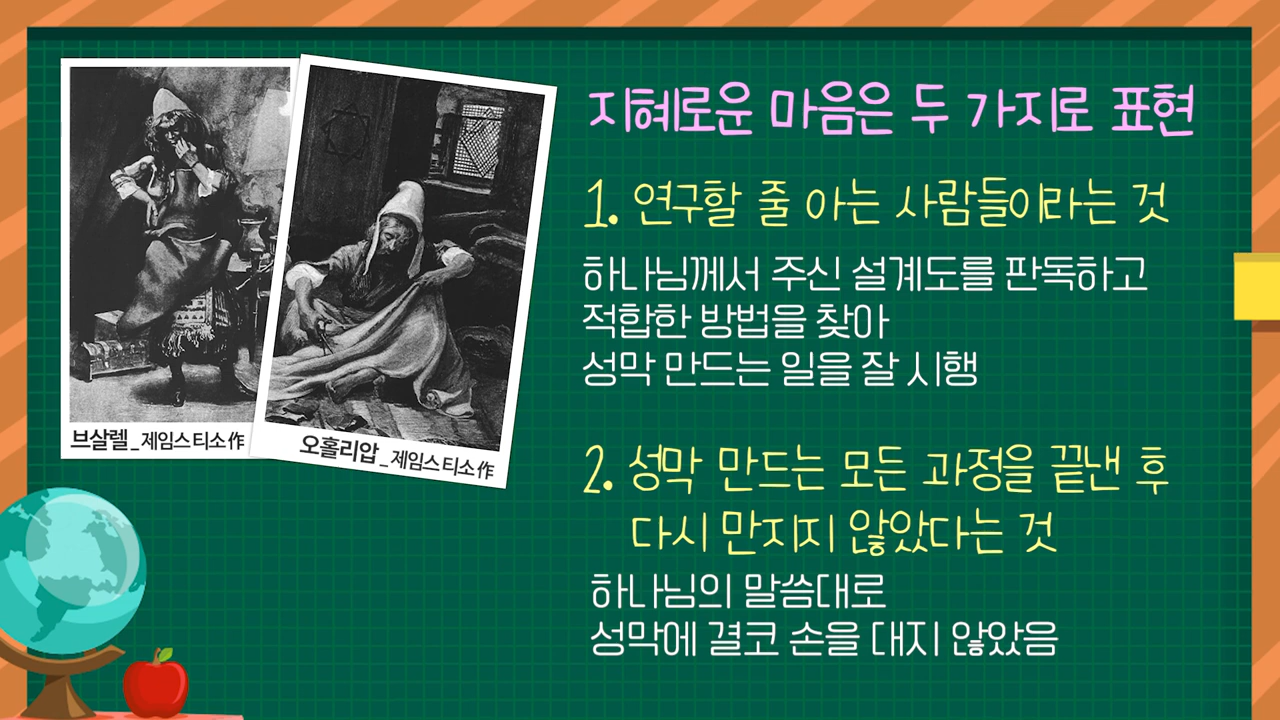 지혜로운 마음은 두 가지로 표현
1. 연구할 줄 아는 사람들이라는 것
하나님께서 주신 설계도를 판독하고
적합한 방법을 찾아
성막 만드는 일을 잘 시행
2. 성막 만드는 모든 과정을 끝낸 후
다시 만지지 않았다는 것
하나님의 말씀대로
성막에 결코 손을 대지 않았음
브살렐_제임스 티소 作
오홀리압_제임스 티소 作